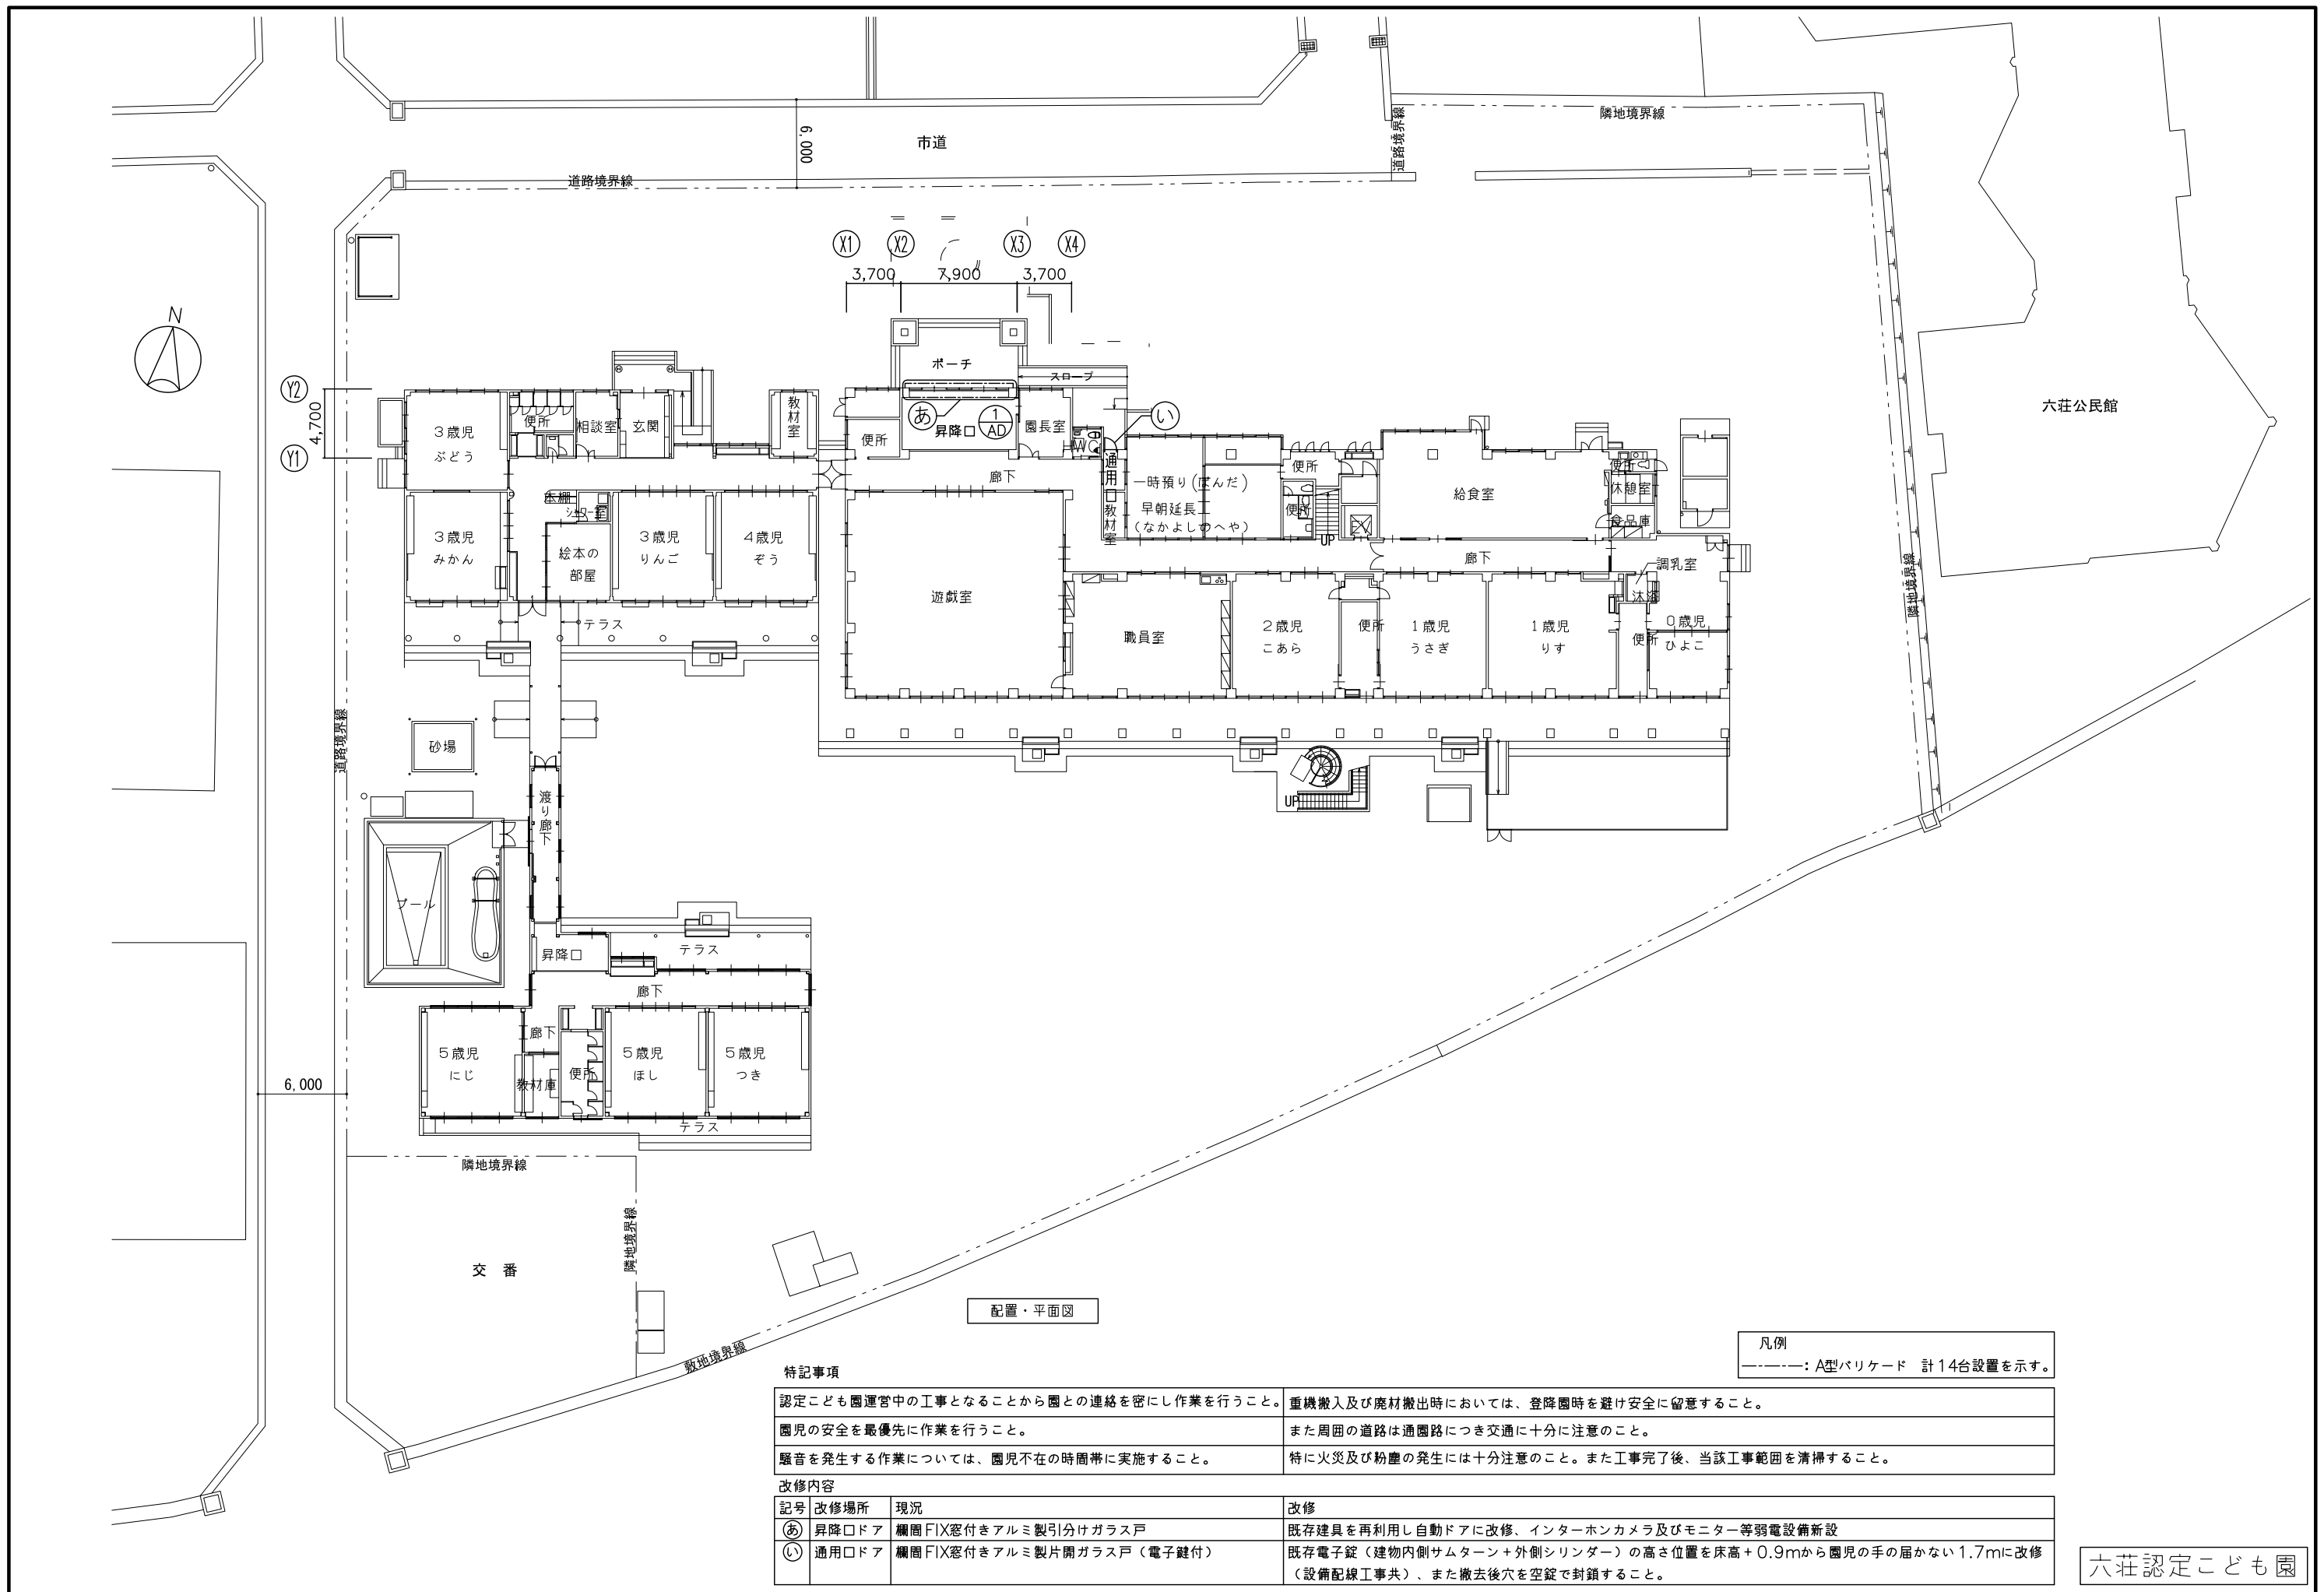 隣地境界線
市道
6,000
道路境界線
道路境界線
X1
X2
X3
X4
3,700
7,900
3,700
N
Y2
4,700
Y1
六荘公民館
ポーチ
スロープ
あ
1
AD
昇降口
い
園長室
教材室
便所
3歳児
ぶどう
便所
相談室
玄関
廊下
通用口
教材室
一時預り(ぱんだ)
早朝延長
(なかよしのへや)
便所
便所
UP
EV
給食室
便所
休憩室
食品庫
廊下
調乳室
沐浴
3歳児
みかん
本棚
シャワー室
絵本の
部屋
3歳児
りんご
4歳児
ぞう
テラス
遊戯室
職員室
2歳児
こあら
便所
1歳児
うさぎ
1歳児
りす
便所
0歳児
ひよこ
隣地境界線
道路境界線
砂場
渡り廊下
UP
プール
昇降口
テラス
廊下
5歳児
にじ
廊下
教材庫
便所
5歳児
ほし
5歳児
つき
テラス
6,000
隣地境界線
隣地境界線
交 番
敷地境界線
配置・平面図
凡例
：A型バリケード 計14台設置を示す。
特記事項
認定こども園運営中の工事となることから園との連絡を密にし作業を行うこと。
重機搬入及び廃材搬出時においては、登降園時を避け安全に留意すること。
園児の安全を最優先に作業を行うこと。
また周囲の道路は通園路につき交通に十分に注意のこと。
騒音を発生する作業については、園児不在の時間帯に実施すること。
特に火災及び粉塵の発生には十分注意のこと。また工事完了後、当該工事範囲を清掃すること。
改修内容
記号 改修場所 現況 改修
あ 昇降口ドア 欄間FIX窓付きアルミ製引分けガラス戸 既存建具を再利用し自動ドアに改修、インターホンカメラ及びモニター等弱電設備新設
い 通用口ドア 欄間FIX窓付きアルミ製片開ガラス戸（電子鍵付） 既存電子錠（建物内側サムターン+外側シリンダー）の高さ位置を床高+0.9mから園児の手の届かない1.7mに改修
（設備配線工事共）、また撤去後穴を空錠で封鎖すること。
六荘認定こども園